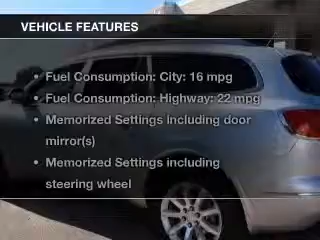 VEHICLE FEATURES
• Fuel Consumption: City: 16 mpg
• Fuel Consumption: Highway: 22 mpg
• Memorized Settings including door
mirror(s)
• Memorized Settings including
steering wheel